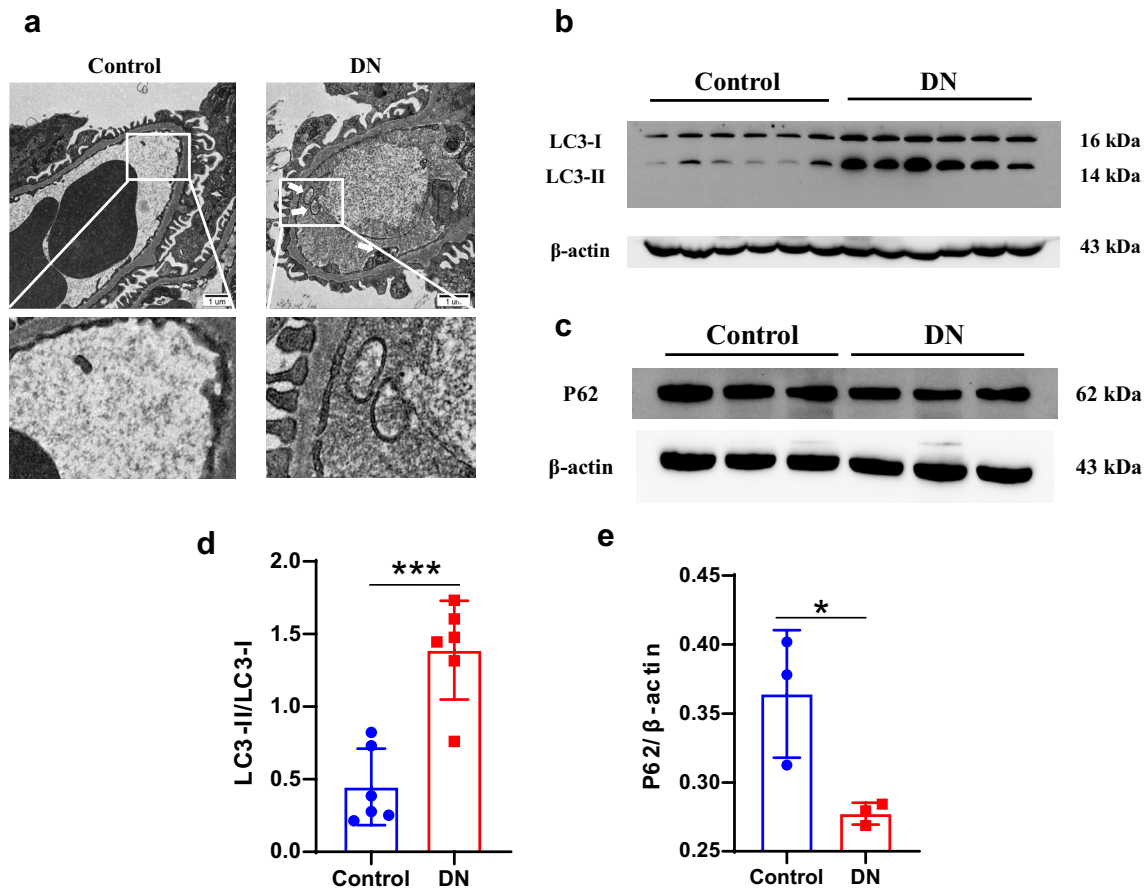 a
Control
DN
1 um
1 um
b
Control
DN
LC3-I
16 kDa
LC3-II
14 kDa
β-actin
43 kDa
c
Control
DN
P62
62 kDa
β-actin
43 kDa
d
LC3-II/LC3-I
2.0
1.5
1.0
0.5
0.0
***
Control
DN
e
P62/β-actin
0.45
0.40
0.35
0.30
0.25
*
Control
DN